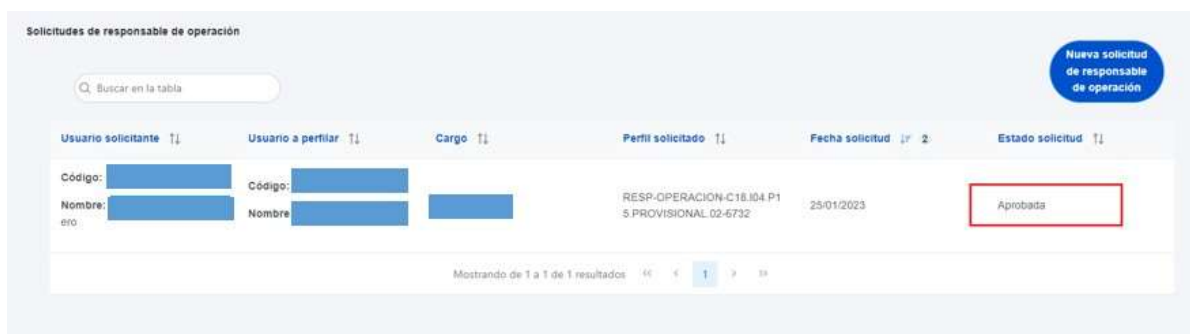 Solicitudes de responsable de operación
Nueva solicitud
de responsable
de operación
Buscar en la tabla
Usuario solicitante
Usuario a perfilar
Cargo
Perfil solicitado
Fecha solicitud 2
Estado solicitud
Código:
Nombre:
ero
Código:
Nombre
RESP-OPERACION-C18.I04.P1
5.PROVISIONAL.02-6732
25/01/2023
Aprobada
Mostrando de 1 a 1 de 1 resultados << < 1 > >>